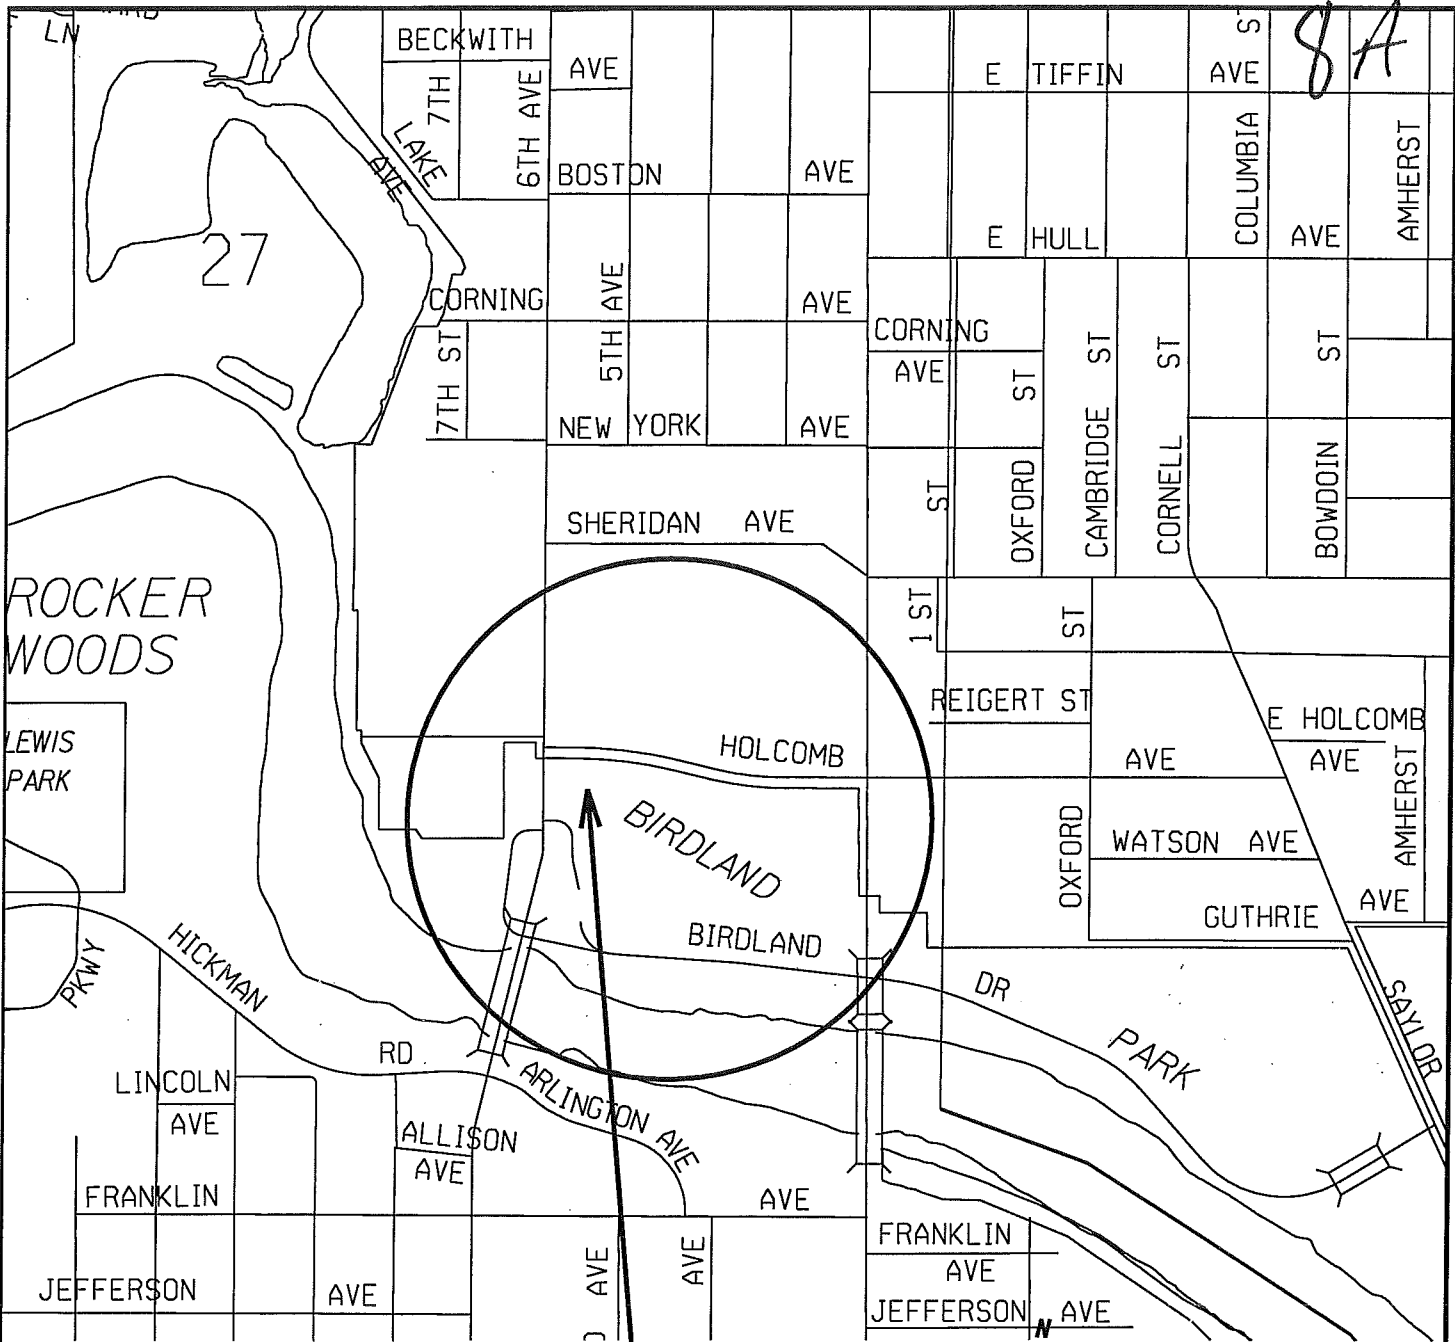 LN
BECKWITH
AVE
7TH
6TH AVE
LAKE
AVE
BOSTON
AVE
E TIFFIN
AVE
ST
8A
COLUMBIA
AMHERST
E HULL
AVE
27
CORNING
AVE
5TH AVE
7TH ST
NEW YORK
AVE
CORNING
AVE
ST
OXFORD
ST
CAMBRIDGE
ST
CORNELL
ST
BOWDOIN
ST
SHERIDAN AVE
ROCKER
WOODS
1 ST
ST
REIGERT ST
LEWIS
PARK
HOLCOMB
AVE
E HOLCOMB
AVE
AMHERST
BIRDLAND
OXFORD
WATSON AVE
GUTHRIE
AVE
BIRDLAND
DR
PKWY
HICKMAN
RD
PARK
SAYLOR
LINCOLN
AVE
ARLINGTON AVE
ALLISON
AVE
FRANKLIN
AVE
FRANKLIN
AVE
AVE
AVE
JEFFERSON
AVE
JEFFERSON AVE
N